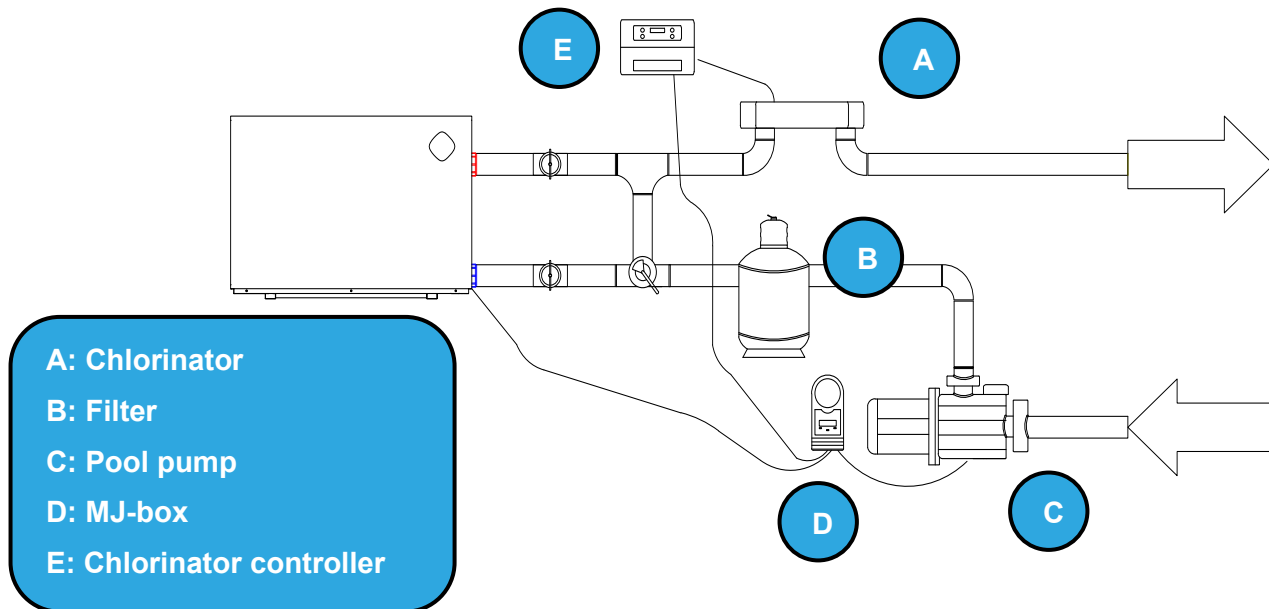 E
A
B
A: Chlorinator
B: Filter
C: Pool pump
D: MJ-box
E: Chlorinator controller
D
C